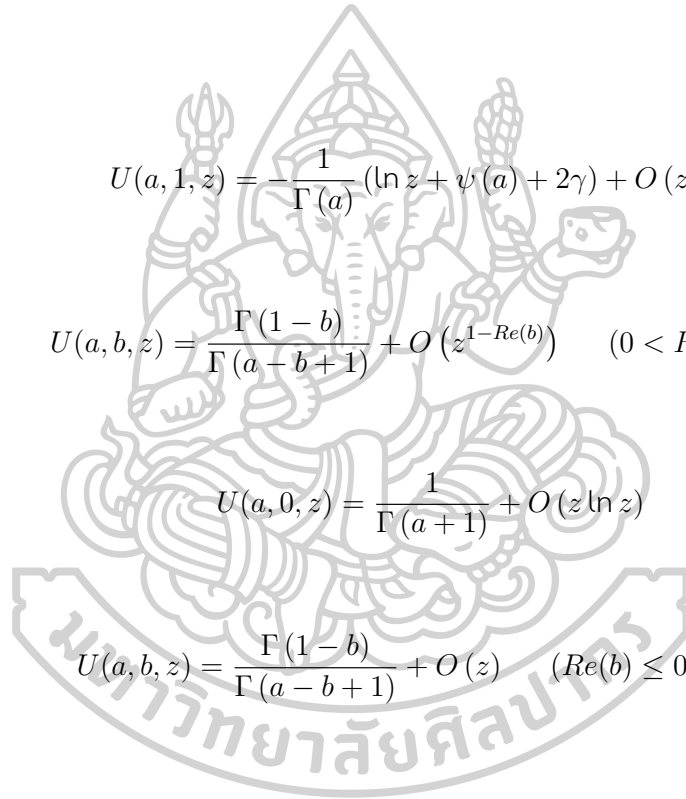 U(a, 1, z) = -\frac{1}{\Gamma(a)} (\ln z + \psi(a) + 2\gamma) + O(z
U(a, b, z) = \frac{\Gamma(1 - b)}{\Gamma(a - b + 1)} + O(z^{1-Re(b)}) (0 <
U(a, 0, z) = \frac{1}{\Gamma(a + 1)} + O(z \ln z)
U(a, b, z) = \frac{\Gamma(1 - b)}{\Gamma(a - b + 1)} + O(z) (Re(b) ≤ 0
มหาวิทยาลัยศิลปากร